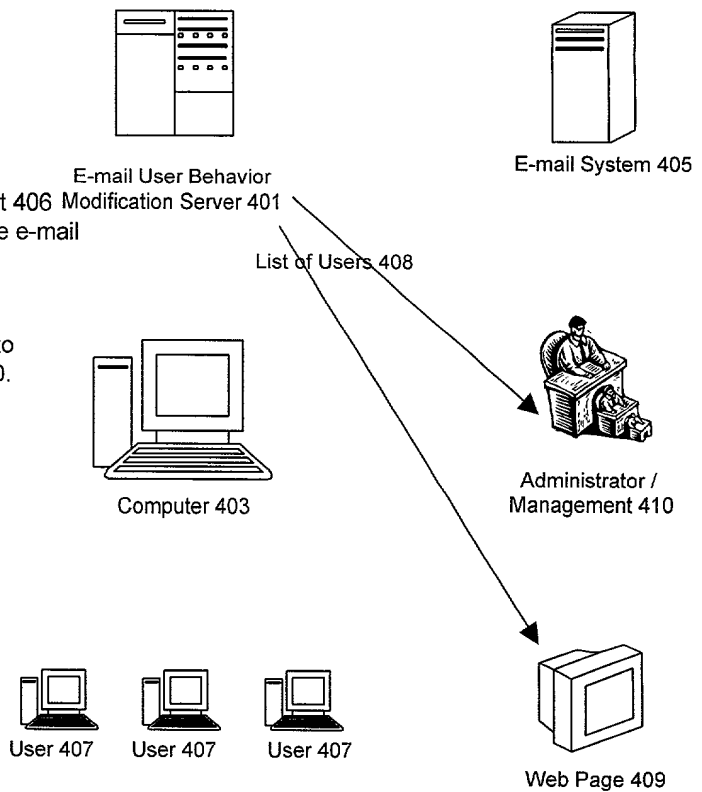 E-mail User Behavior
Modification Server 401
E-mail System 405
t 406
e e-mail
List of Users 408
to
0.
Computer 403
Administrator /
Management 410
User 407
User 407
User 407
Web Page 409